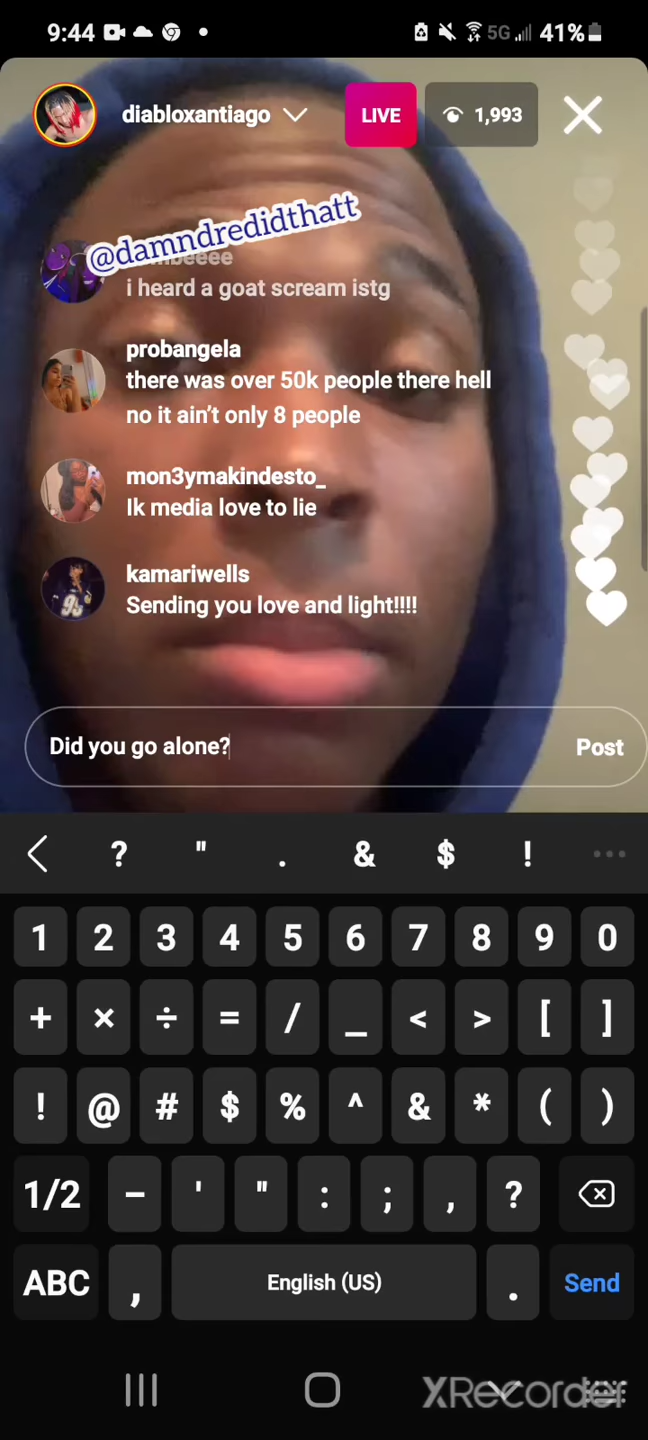 9:44 5G 41%
diabloxantiago LIVE 1,993
@damndredidthatt
i heard a goat scream istg
probangela
there was over 50k people there hell
no it ain't only 8 people
mon3ymakindesto_
Ik media love to lie
kamariwells
Sending you love and light!!!!
Did you go alone? Post
? " . & $ !
1 2 3 4 5 6 7 8 9 0
+ × ÷ = / _ < > [ ]
! @ # $ % ^ & * ( )
1/2 – ' " : ; , ?
ABC , English (US) . Send
XRecorder